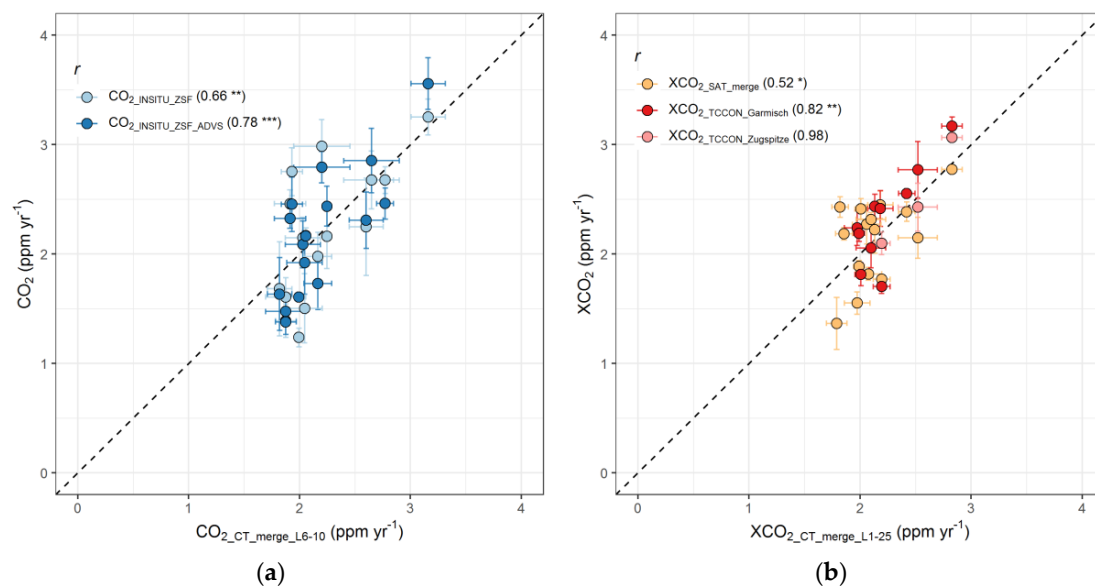 r
CO2_INSITU_ZSF (0.66 **)
CO2_INSITU_ZSF_ADVS (0.78 ***)
4
3
2
1
0
CO2 (ppm yr-1)
0 1 2 3 4
CO2_CT_merge_L6-10 (ppm yr-1)
(a)
r
XCO2_SAT_merge (0.52 *)
XCO2_TCCON_Garmisch (0.82 **)
XCO2_TCCON_Zugspitze (0.98)
4
3
2
1
0
XCO2 (ppm yr-1)
0 1 2 3 4
XCO2_CT_merge_L1-25 (ppm yr-1)
(b)